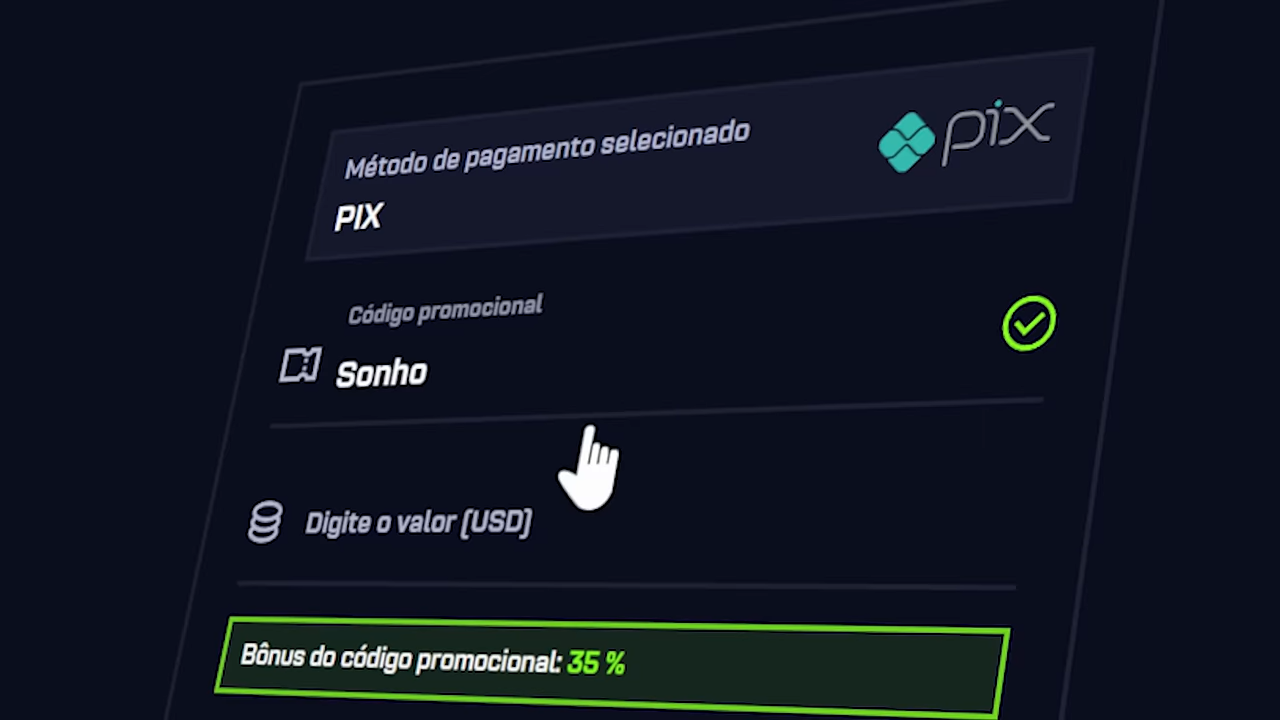 Método de pagamento selecionado
pix
PIX
Código promocional
Sonho
Digite o valor (USD)
Bônus do código promocional: 35 %